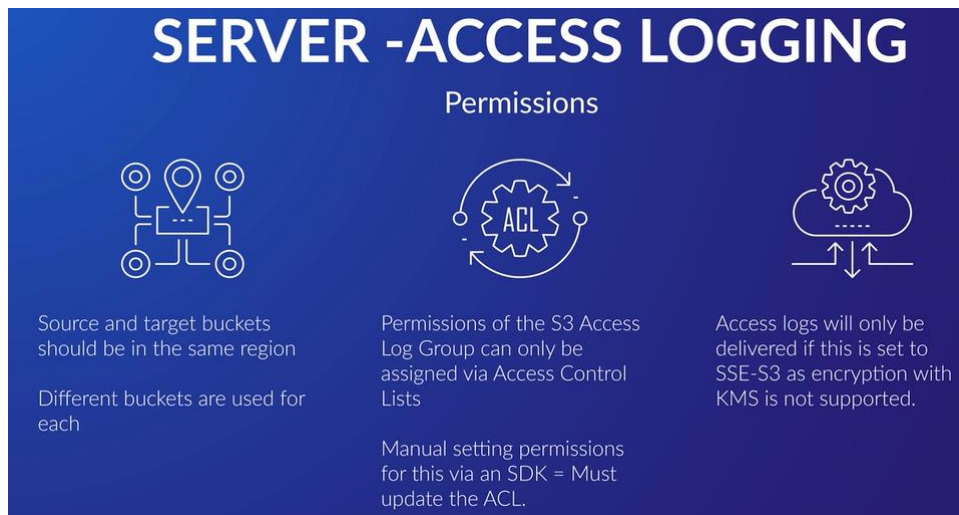 SERVER -ACCESS LOGGING
Permissions
Source and target buckets
should be in the same region
Different buckets are used for
each
ACL
Permissions of the S3 Access
Log Group can only be
assigned via Access Control
Lists
Manual setting permissions
for this via an SDK = Must
update the ACL.
Access logs will only be
delivered if this is set to
SSE-S3 as encryption with
KMS is not supported.